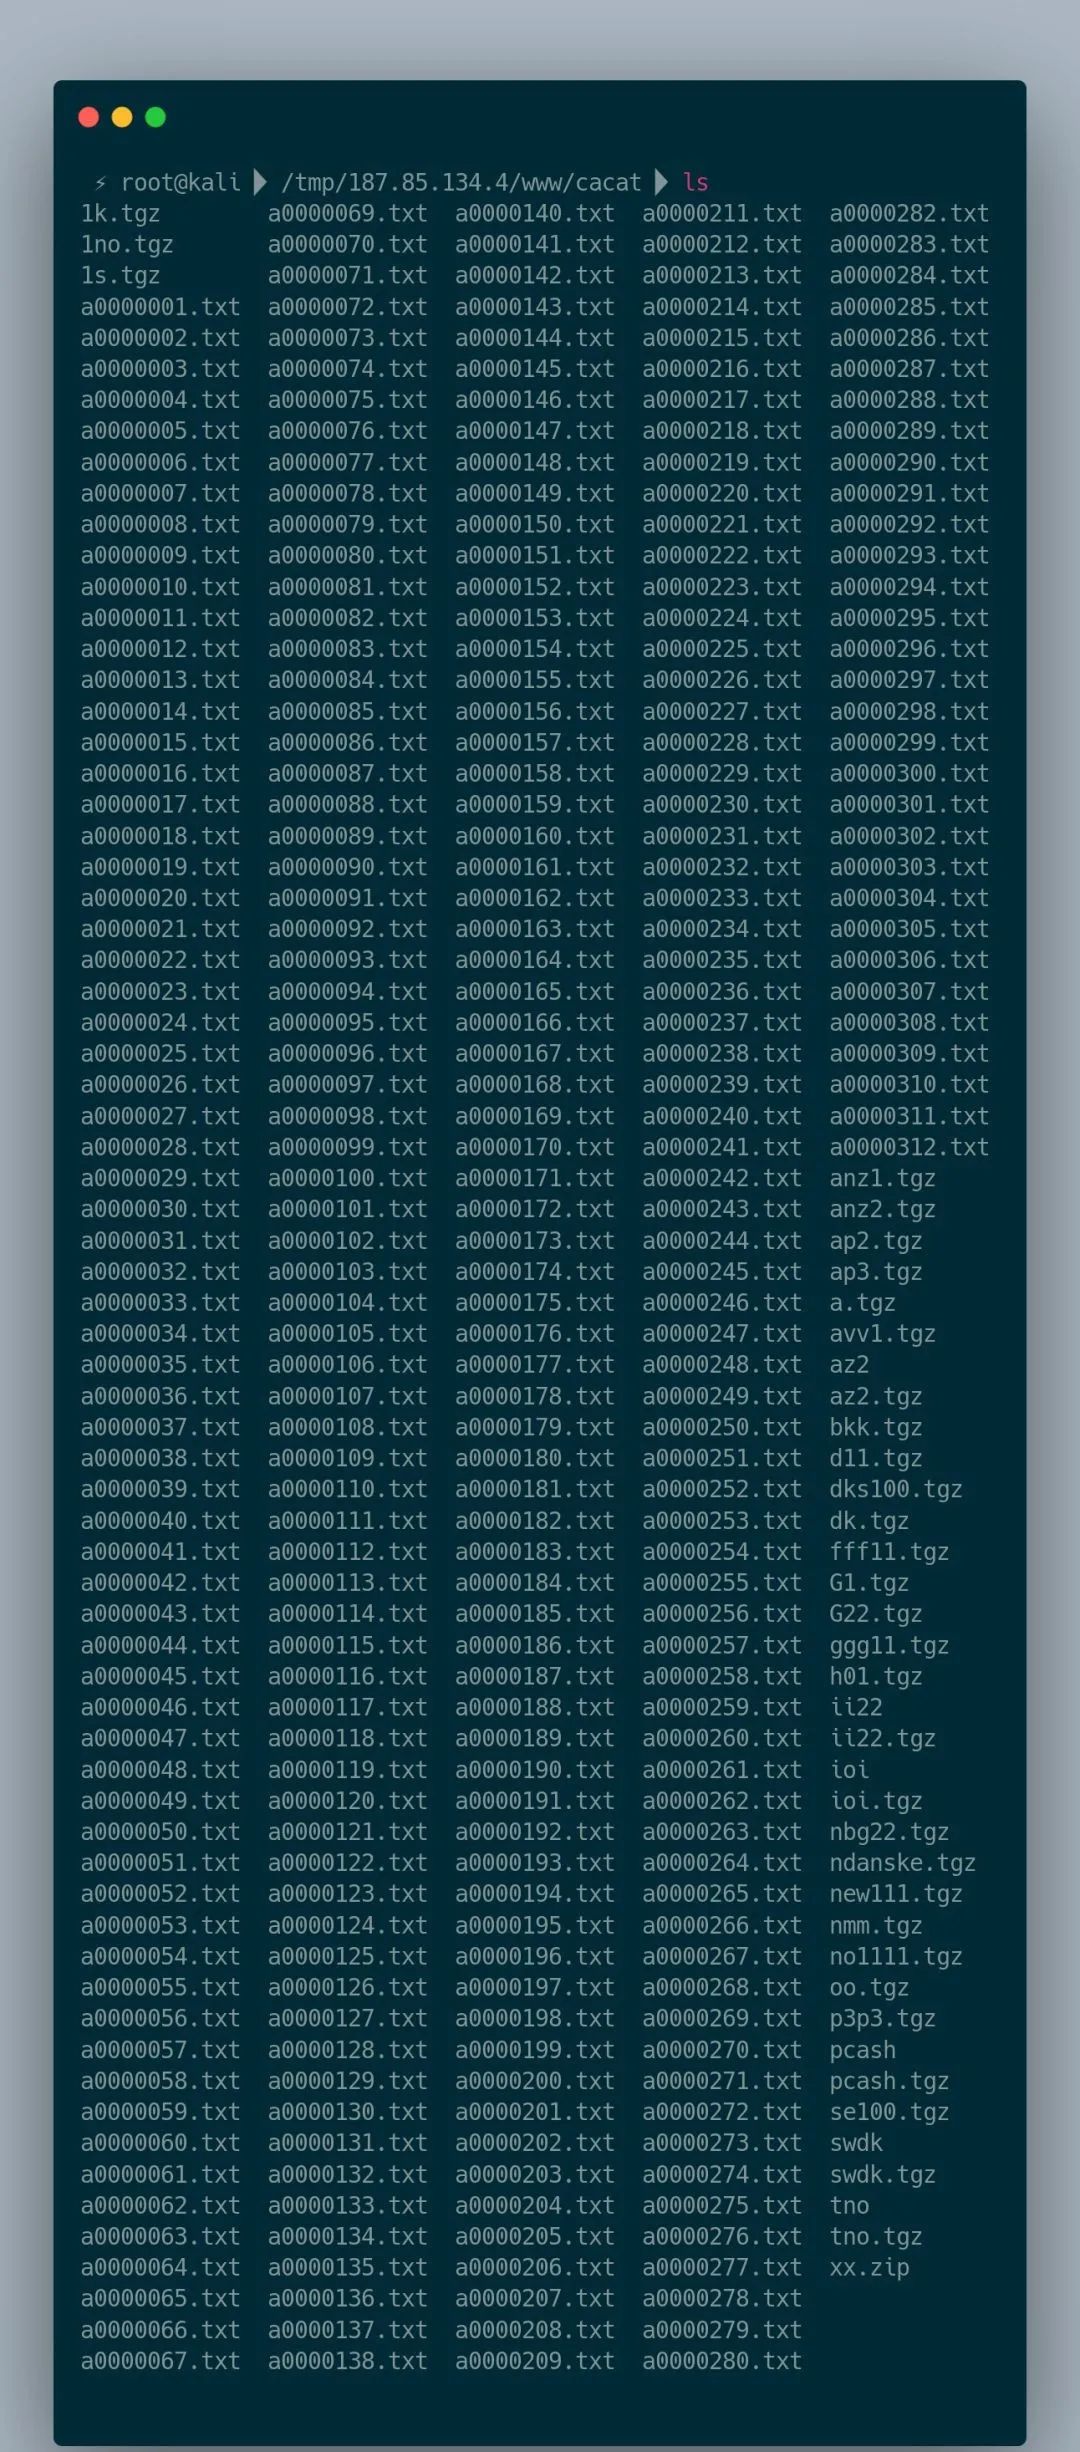 ⚡ root@kali /tmp/187.85.134.4/www/cacat ls
1k.tgz a0000069.txt a0000140.txt a0000211.txt a0000282.txt
1no.tgz a0000070.txt a0000141.txt a0000212.txt a0000283.txt
1s.tgz a0000071.txt a0000142.txt a0000213.txt a0000284.txt
a0000001.txt a0000072.txt a0000143.txt a0000214.txt a0000285.txt
a0000002.txt a0000073.txt a0000144.txt a0000215.txt a0000286.txt
a0000003.txt a0000074.txt a0000145.txt a0000216.txt a0000287.txt
a0000004.txt a0000075.txt a0000146.txt a0000217.txt a0000288.txt
a0000005.txt a0000076.txt a0000147.txt a0000218.txt a0000289.txt
a0000006.txt a0000077.txt a0000148.txt a0000219.txt a0000290.txt
a0000007.txt a0000078.txt a0000149.txt a0000220.txt a0000291.txt
a0000008.txt a0000079.txt a0000150.txt a0000221.txt a0000292.txt
a0000009.txt a0000080.txt a0000151.txt a0000222.txt a0000293.txt
a0000010.txt a0000081.txt a0000152.txt a0000223.txt a0000294.txt
a0000011.txt a0000082.txt a0000153.txt a0000224.txt a0000295.txt
a0000012.txt a0000083.txt a0000154.txt a0000225.txt a0000296.txt
a0000013.txt a0000084.txt a0000155.txt a0000226.txt a0000297.txt
a0000014.txt a0000085.txt a0000156.txt a0000227.txt a0000298.txt
a0000015.txt a0000086.txt a0000157.txt a0000228.txt a0000299.txt
a0000016.txt a0000087.txt a0000158.txt a0000229.txt a0000300.txt
a0000017.txt a0000088.txt a0000159.txt a0000230.txt a0000301.txt
a0000018.txt a0000089.txt a0000160.txt a0000231.txt a0000302.txt
a0000019.txt a0000090.txt a0000161.txt a0000232.txt a0000303.txt
a0000020.txt a0000091.txt a0000162.txt a0000233.txt a0000304.txt
a0000021.txt a0000092.txt a0000163.txt a0000234.txt a0000305.txt
a0000022.txt a0000093.txt a0000164.txt a0000235.txt a0000306.txt
a0000023.txt a0000094.txt a0000165.txt a0000236.txt a0000307.txt
a0000024.txt a0000095.txt a0000166.txt a0000237.txt a0000308.txt
a0000025.txt a0000096.txt a0000167.txt a0000238.txt a0000309.txt
a0000026.txt a0000097.txt a0000168.txt a0000239.txt a0000310.txt
a0000027.txt a0000098.txt a0000169.txt a0000240.txt a0000311.txt
a0000028.txt a0000099.txt a0000170.txt a0000241.txt a0000312.txt
a0000029.txt a0000100.txt a0000171.txt a0000242.txt anz1.tgz
a0000030.txt a0000101.txt a0000172.txt a0000243.txt anz2.tgz
a0000031.txt a0000102.txt a0000173.txt a0000244.txt ap2.tgz
a0000032.txt a0000103.txt a0000174.txt a0000245.txt ap3.tgz
a0000033.txt a0000104.txt a0000175.txt a0000246.txt a.tgz
a0000034.txt a0000105.txt a0000176.txt a0000247.txt avv1.tgz
a0000035.txt a0000106.txt a0000177.txt a0000248.txt az2
a0000036.txt a0000107.txt a0000178.txt a0000249.txt az2.tgz
a0000037.txt a0000108.txt a0000179.txt a0000250.txt bkk.tgz
a0000038.txt a0000109.txt a0000180.txt a0000251.txt d11.tgz
a0000039.txt a0000110.txt a0000181.txt a0000252.txt dks100.tgz
a0000040.txt a0000111.txt a0000182.txt a0000253.txt dk.tgz
a0000041.txt a0000112.txt a0000183.txt a0000254.txt fff11.tgz
a0000042.txt a0000113.txt a0000184.txt a0000255.txt G1.tgz
a0000043.txt a0000114.txt a0000185.txt a0000256.txt G22.tgz
a0000044.txt a0000115.txt a0000186.txt a0000257.txt ggg11.tgz
a0000045.txt a0000116.txt a0000187.txt a0000258.txt h01.tgz
a0000046.txt a0000117.txt a0000188.txt a0000259.txt ii22
a0000047.txt a0000118.txt a0000189.txt a0000260.txt ii22.tgz
a0000048.txt a0000119.txt a0000190.txt a0000261.txt ioi
a0000049.txt a0000120.txt a0000191.txt a0000262.txt ioi.tgz
a0000050.txt a0000121.txt a0000192.txt a0000263.txt nbg22.tgz
a0000051.txt a0000122.txt a0000193.txt a0000264.txt ndanske.tgz
a0000052.txt a0000123.txt a0000194.txt a0000265.txt new111.tgz
a0000053.txt a0000124.txt a0000195.txt a0000266.txt nmm.tgz
a0000054.txt a0000125.txt a0000196.txt a0000267.txt no1111.tgz
a0000055.txt a0000126.txt a0000197.txt a0000268.txt oo.tgz
a0000056.txt a0000127.txt a0000198.txt a0000269.txt p3p3.tgz
a0000057.txt a0000128.txt a0000199.txt a0000270.txt pcash
a0000058.txt a0000129.txt a0000200.txt a0000271.txt pcash.tgz
a0000059.txt a0000130.txt a0000201.txt a0000272.txt se100.tgz
a0000060.txt a0000131.txt a0000202.txt a0000273.txt swdk
a0000061.txt a0000132.txt a0000203.txt a0000274.txt swdk.tgz
a0000062.txt a0000133.txt a0000204.txt a0000275.txt tno
a0000063.txt a0000134.txt a0000205.txt a0000276.txt tno.tgz
a0000064.txt a0000135.txt a0000206.txt a0000277.txt xx.zip
a0000065.txt a0000136.txt a0000207.txt a0000278.txt
a0000066.txt a0000137.txt a0000208.txt a0000279.txt
a0000067.txt a0000138.txt a0000209.txt a0000280.txt